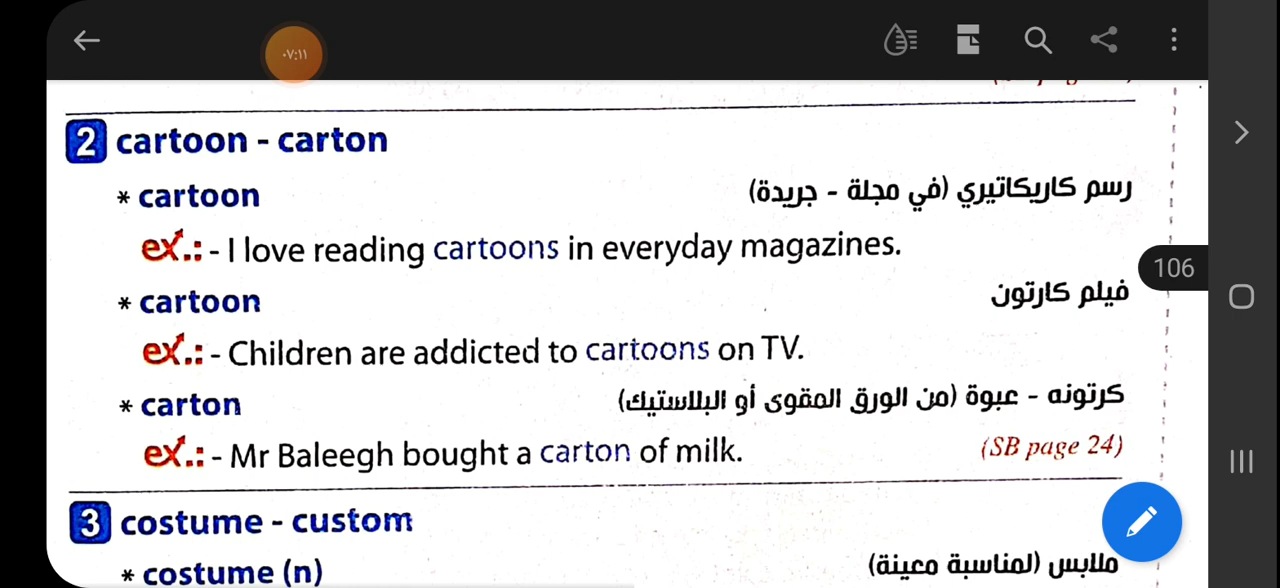 ٠٧:١١
2 cartoon - carton
* cartoon رسم كاريكاتيري (في مجلة - جريدة)
ex.: - I love reading cartoons in everyday magazines.
106
* cartoon فيلم كارتون
ex.: - Children are addicted to cartoons on TV.
* carton كرتونه - عبوة (من الورق المقوى أو البلاستيك)
ex.: - Mr Baleegh bought a carton of milk. (SB page 24)
3 costume - custom
* costume (n) ملابس (لمناسبة معينة)